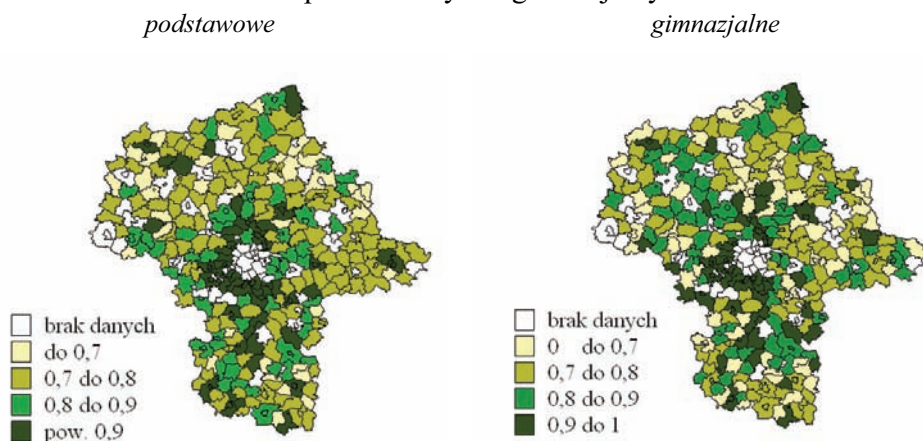 podstawowe
gimnazjalne
brak danych
do 0,7
0,7 do 0,8
0,8 do 0,9
pow. 0,9
brak danych
0 do 0,7
0,7 do 0,8
0,8 do 0,9
0,9 do 1